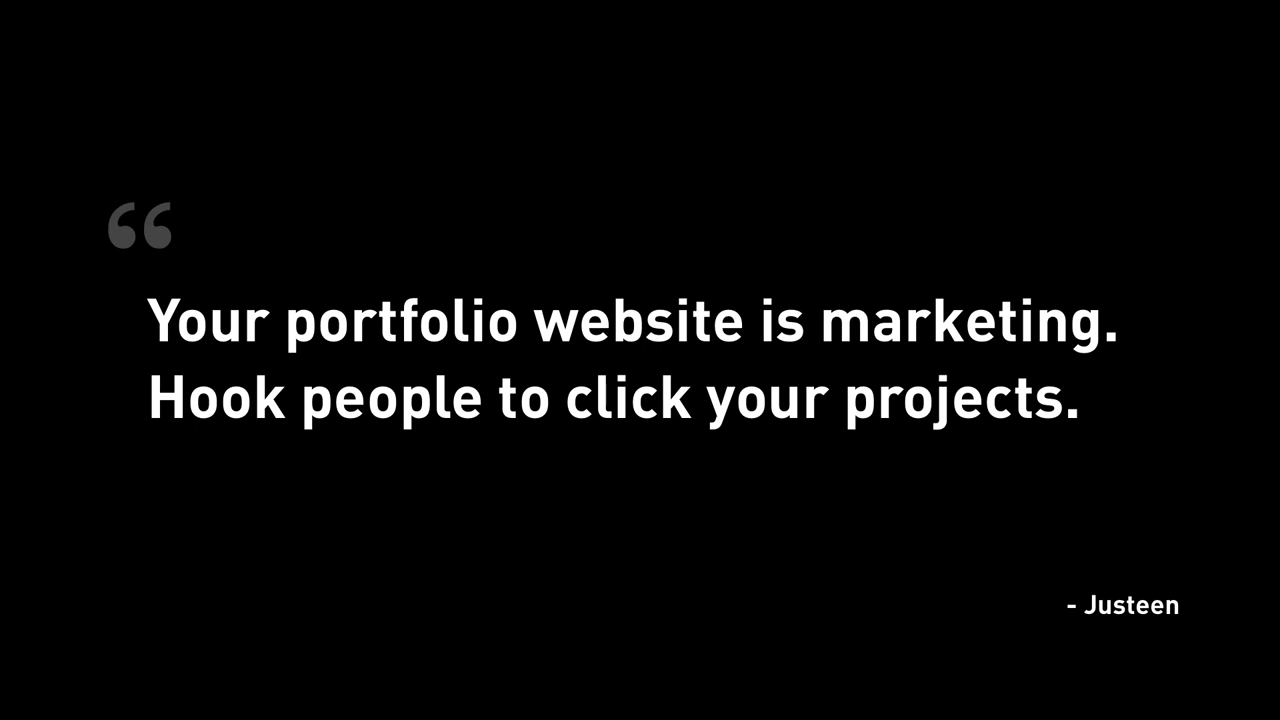 “
Your portfolio website is marketing.
Hook people to click your projects.
- Justeen